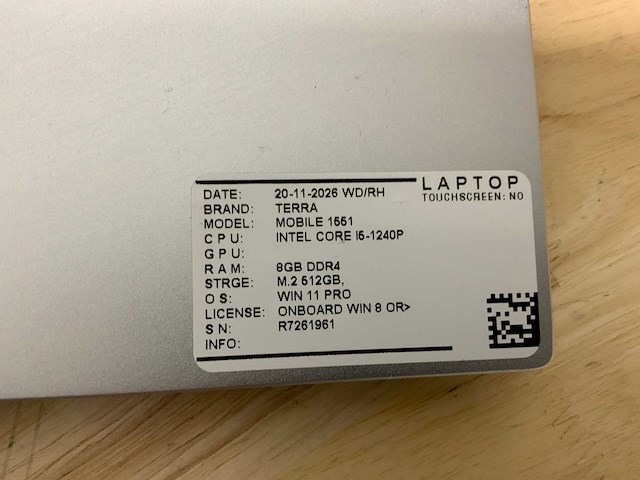 LAPTOP
TOUCHSCREEN: NO
DATE: 20-11-2026 WD/RH
BRAND: TERRA
MODEL: MOBILE 1551
CPU: INTEL CORE I5-1240P
GPU:
RAM: 8GB DDR4
STRGE: M.2 512GB,
OS: WIN 11 PRO
LICENSE: ONBOARD WIN 8 OR>
SN: R7261961
INFO: